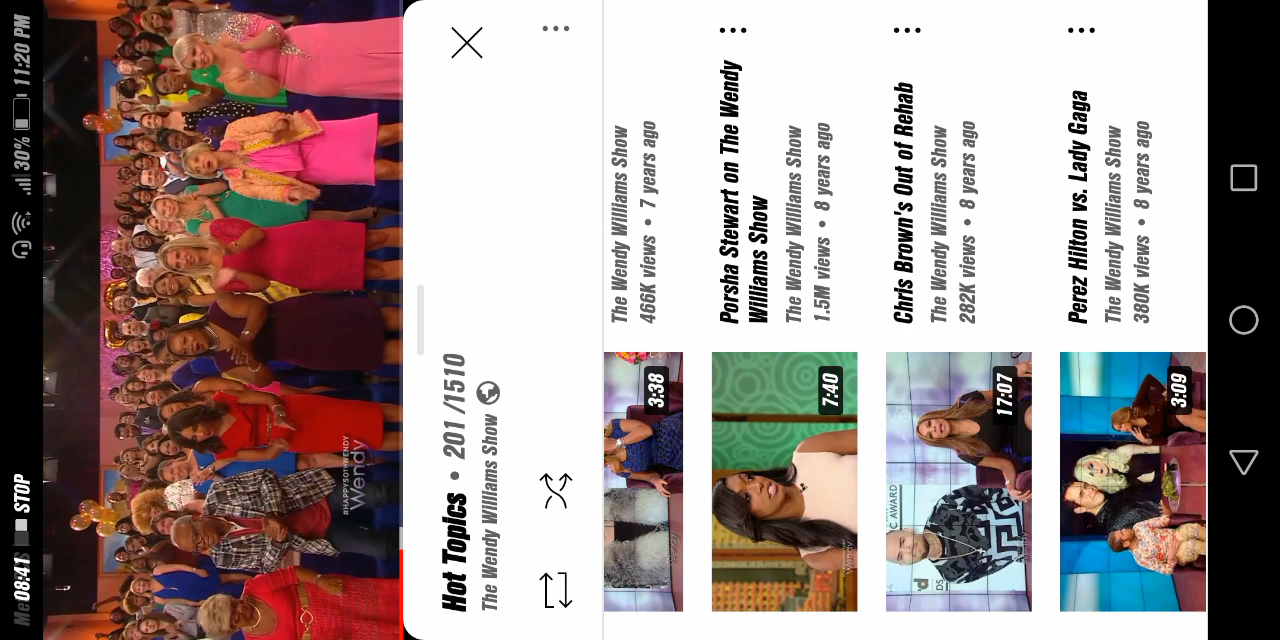 Me 08:41 STOP 30% 11:20 PM
#HAPPY50THWENDY
Wendy
Hot Topics • 201 /1510
The Wendy Williams Show
The Wendy Williams Show
466K views • 7 years ago
3:38
Porsha Stewart on The Wendy
Williams Show
The Wendy Williams Show
1.5M views • 8 years ago
7:40
Wendy
Chris Brown's Out of Rehab
The Wendy Williams Show
282K views • 8 years ago
17:07
C AWARD
Perez Hilton vs. Lady Gaga
The Wendy Williams Show
380K views • 8 years ago
3:09